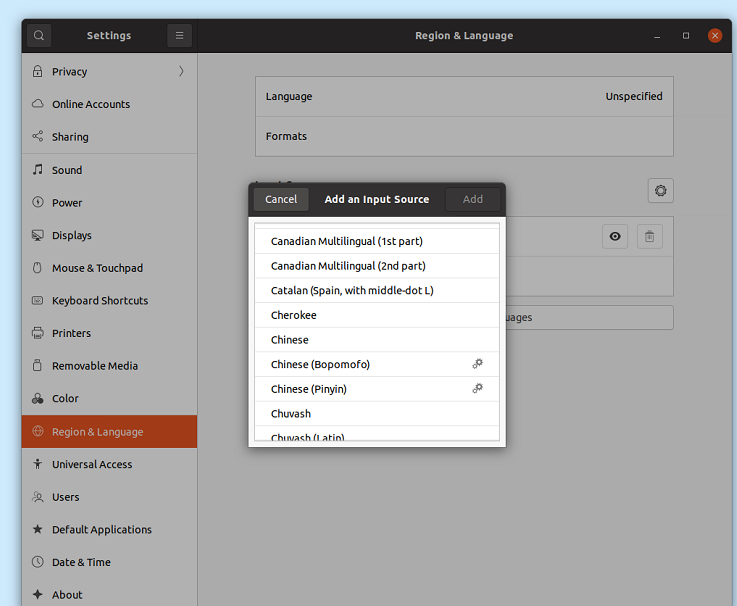 Settings
Region & Language
Privacy
Online Accounts
Sharing
Sound
Power
Displays
Mouse & Touchpad
Keyboard Shortcuts
Printers
Removable Media
Color
Region & Language
Universal Access
Users
Default Applications
Date & Time
About
Language Unspecified
Formats
Cancel Add an Input Source Add
Canadian Multilingual (1st part)
Canadian Multilingual (2nd part)
Catalan (Spain, with middle-dot L)
Cherokee
Chinese
Chinese (Bopomofo)
Chinese (Pinyin)
Chuvash
Chuvash (Latin)